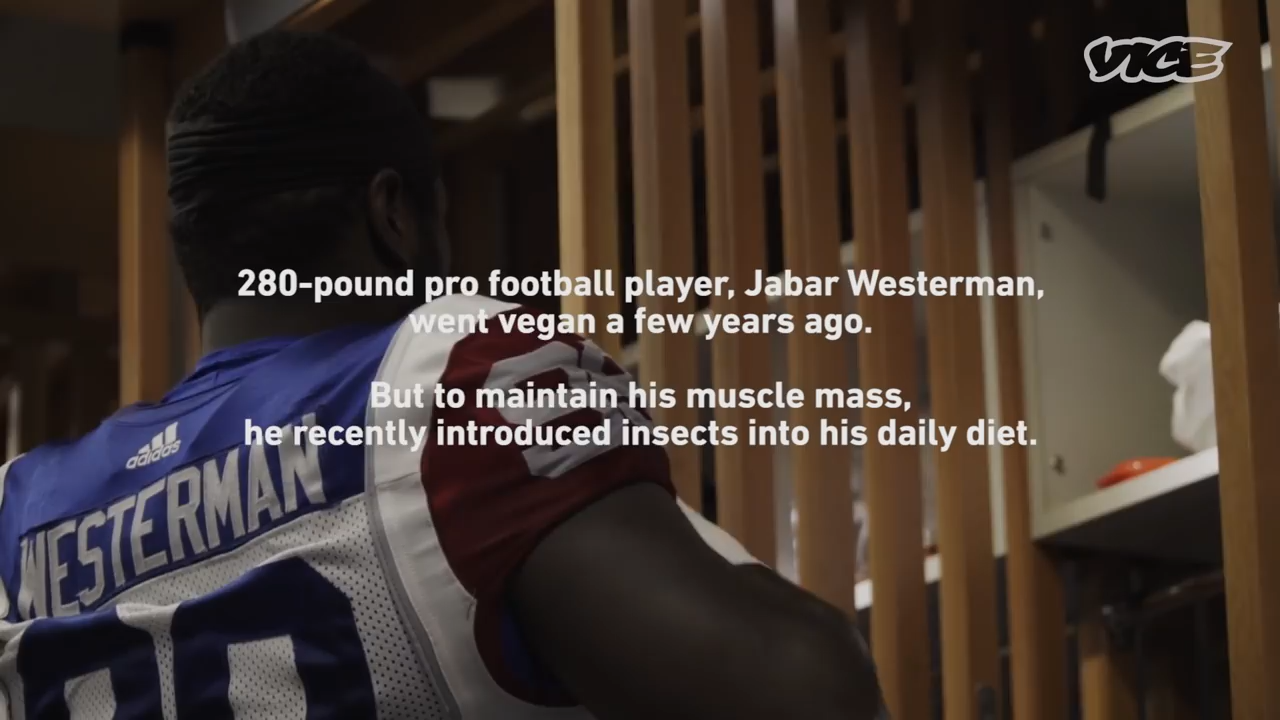 VICE
280-pound pro football player, Jabar Westerman,
went vegan a few years ago.
But to maintain his muscle mass,
he recently introduced insects into his daily diet.
adidas
WESTERMAN